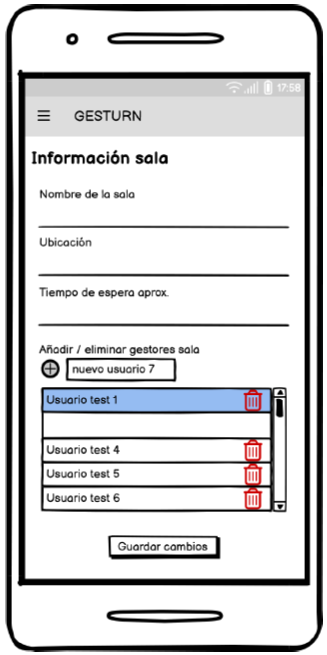 17:58
GESTURN
Información sala
Nombre de la sala
Ubicación
Tiempo de espera aprox.
Añadir / eliminar gestores sala
nuevo usuario 7
Usuario test 1
Usuario test 4
Usuario test 5
Usuario test 6
Guardar cambios